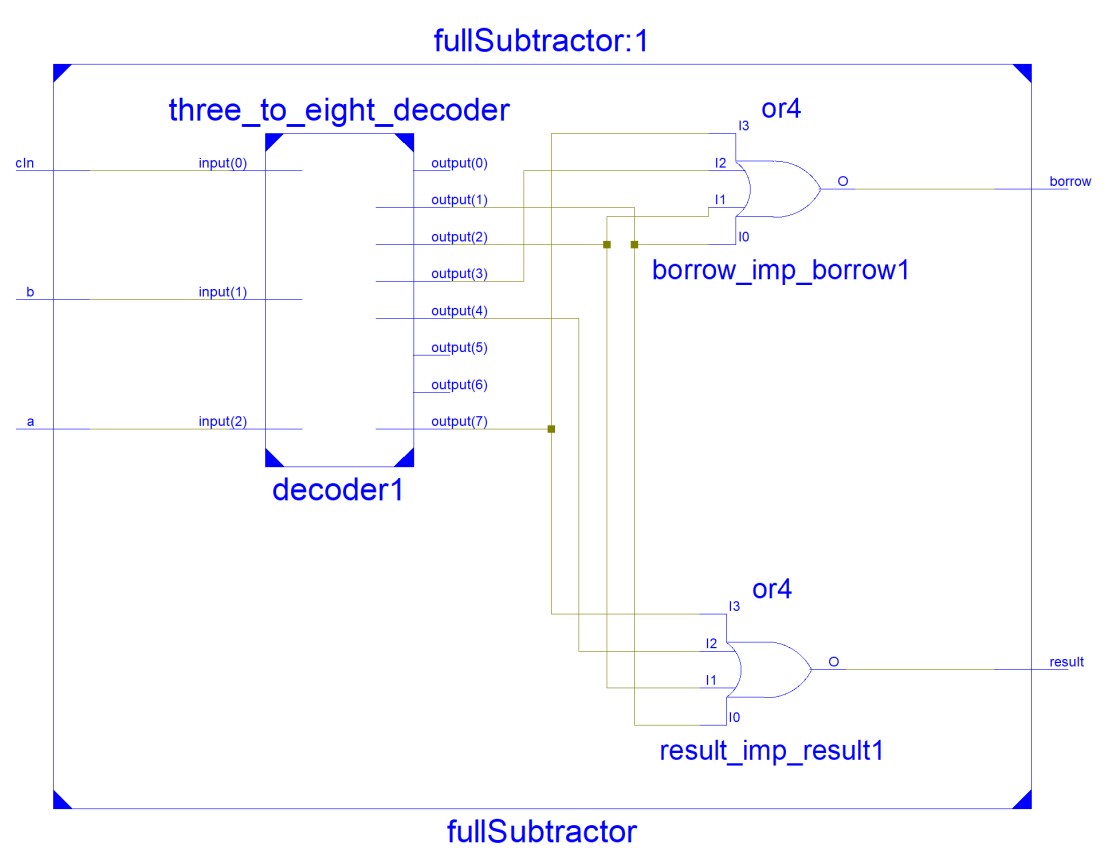 fullSubtractor:1
three_to_eight_decoder
or4
I3
cIn
input(0)
output(0)
I2
O
borrow
output(1)
I1
output(2)
I0
output(3)
borrow_imp_borrow1
b
input(1)
output(4)
output(5)
output(6)
a
input(2)
output(7)
decoder1
or4
I3
I2
O
result
I1
I0
result_imp_result1
fullSubtractor